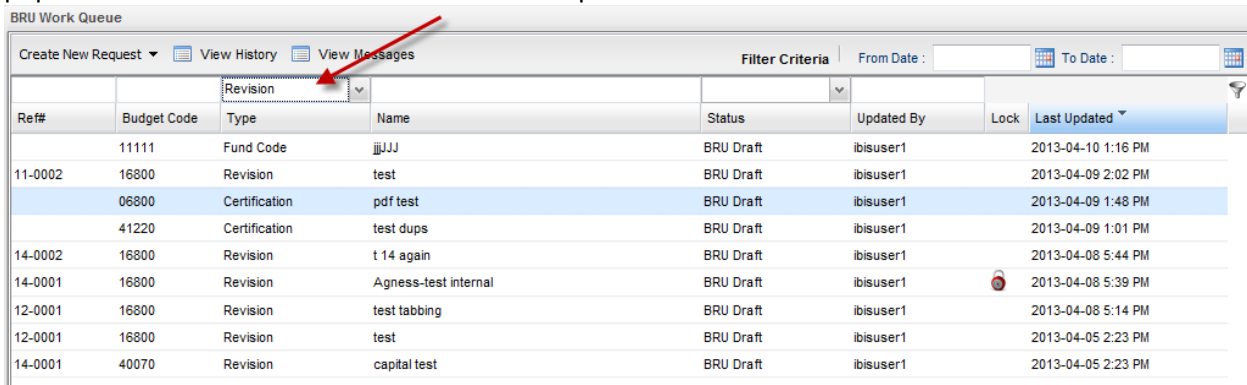 BRU Work Queue
Create New Request View History View Messages Filter Criteria From Date : To Date :
Revision
Ref# Budget Code Type Name Status Updated By Lock Last Updated
11111 Fund Code jjjJJJ BRU Draft ibisuser1 2013-04-10 1:16 PM
11-0002 16800 Revision test BRU Draft ibisuser1 2013-04-09 2:02 PM
06800 Certification pdf test BRU Draft ibisuser1 2013-04-09 1:48 PM
41220 Certification test dups BRU Draft ibisuser1 2013-04-09 1:01 PM
14-0002 16800 Revision t 14 again BRU Draft ibisuser1 2013-04-08 5:44 PM
14-0001 16800 Revision Agness-test internal BRU Draft ibisuser1 2013-04-08 5:39 PM
12-0001 16800 Revision test tabbing BRU Draft ibisuser1 2013-04-08 5:14 PM
12-0001 16800 Revision test BRU Draft ibisuser1 2013-04-05 2:23 PM
14-0001 40070 Revision capital test BRU Draft ibisuser1 2013-04-05 2:23 PM